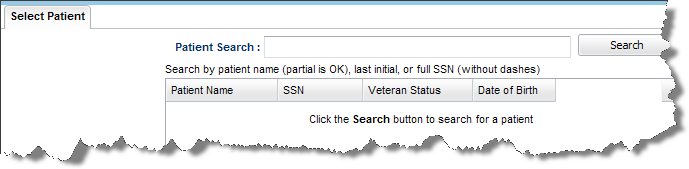 Select Patient
Patient Search : Search
Search by patient name (partial is OK), last initial, or full SSN (without dashes)
Patient Name SSN Veteran Status Date of Birth
Click the Search button to search for a patient